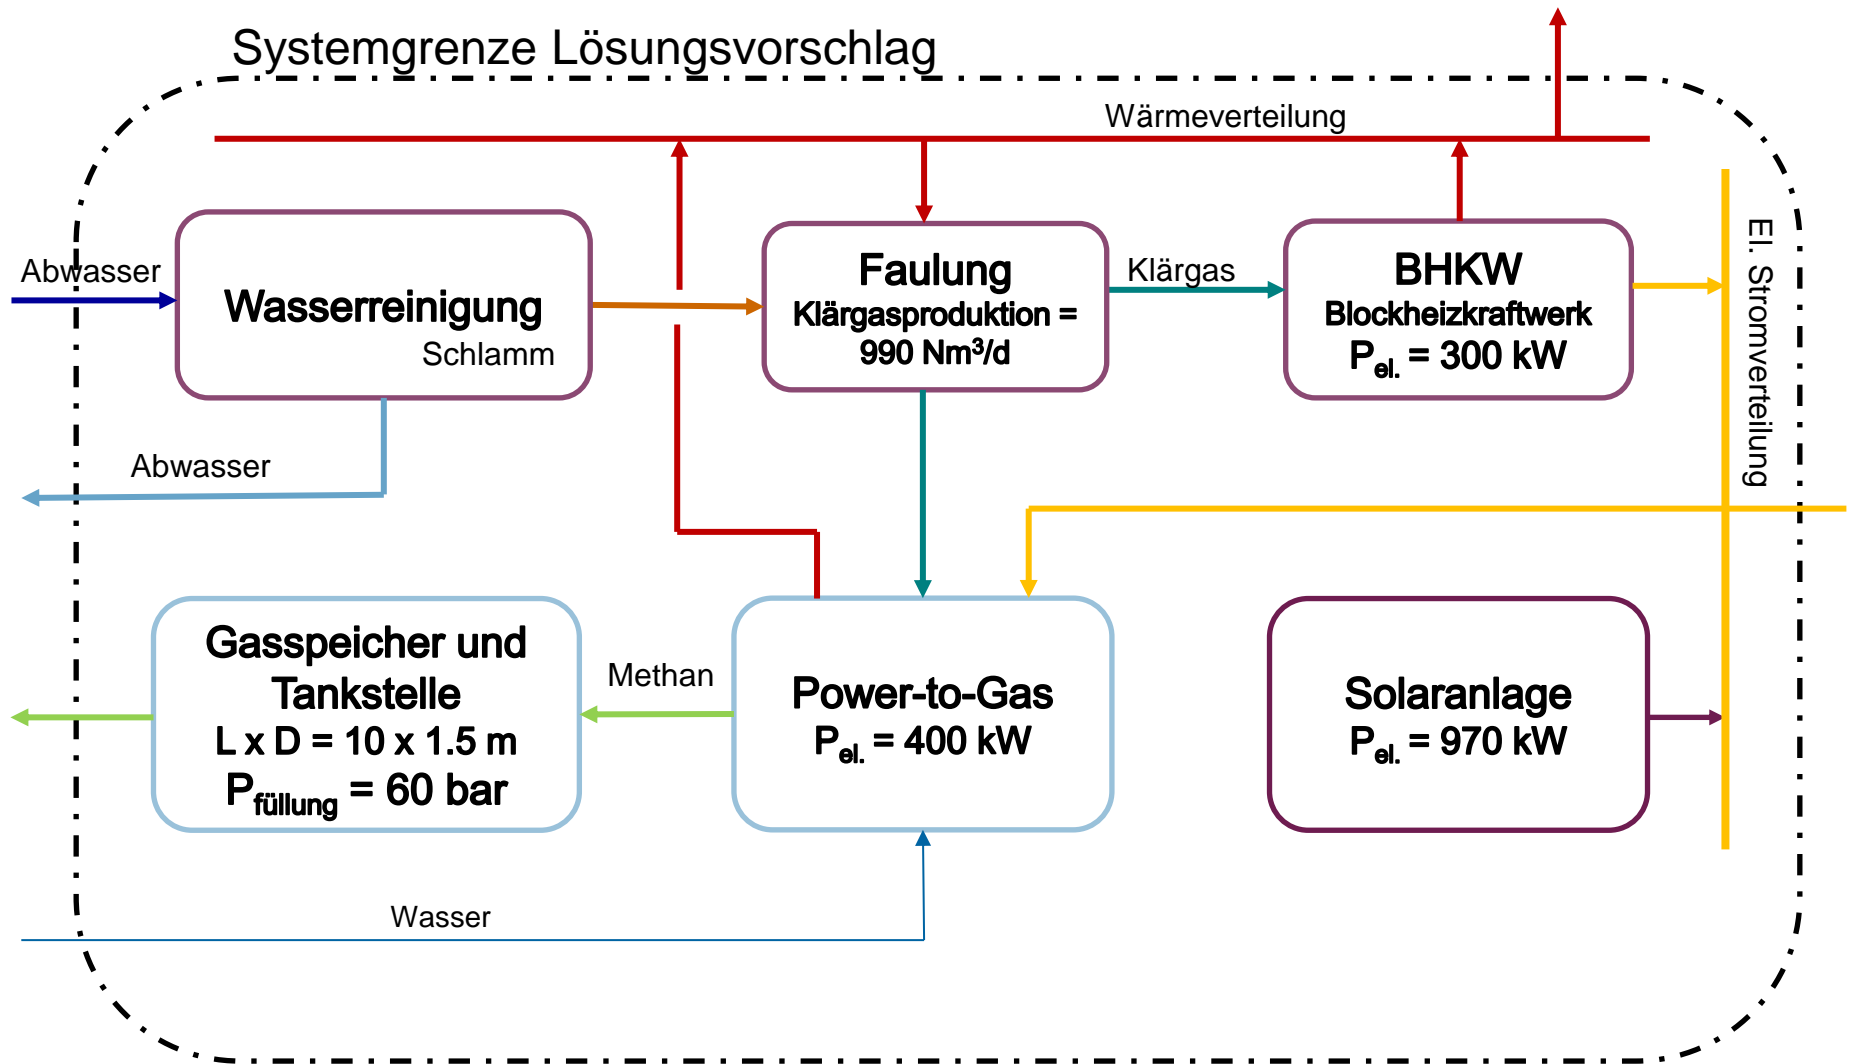 Systemgrenze Lösungsvorschlag
Wärmeverteilung
Abwasser
Wasserreinigung
Schlamm
Faulung
Klärgasproduktion =
990 Nm³/d
Klärgas
BHKW
Blockheizkraftwerk
Pel. = 300 kW
El. Stromverteilung
Abwasser
Gasspeicher und
Tankstelle
L x D = 10 x 1.5 m
Pfüllung = 60 bar
Methan
Power-to-Gas
Pel. = 400 kW
Solaranlage
Pel. = 970 kW
Wasser